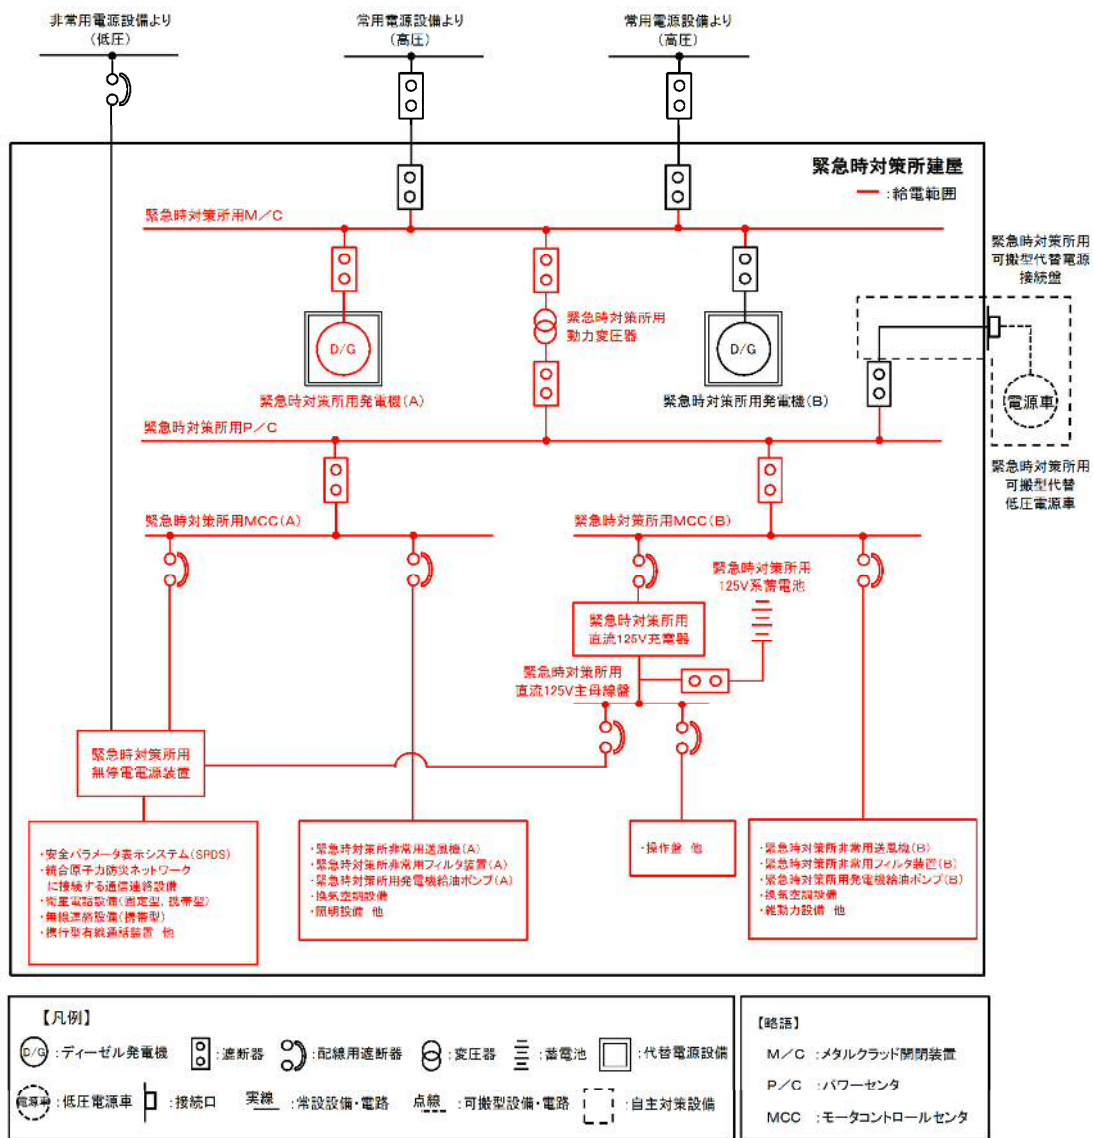 非常用電源設備より
(低圧)
常用電源設備より
(高圧)
常用電源設備より
(高圧)
緊急時対策所建屋
:給電範囲
緊急時対策所用M/C
緊急時対策所用
可搬型代替電源
接続盤
D/G
緊急時対策所用
動力変圧器
D/G
緊急時対策所用発電機(A)
緊急時対策所用発電機(B)
電源車
緊急時対策所用P/C
緊急時対策所用
可搬型代替
低圧電源車
緊急時対策所用MCC(A)
緊急時対策所用MCC(B)
緊急時対策所用
125V系蓄電池
緊急時対策所用
直流125V充電器
緊急時対策所用
直流125V主母線盤
緊急時対策所用
無停電電源装置
・安全パラメータ表示システム(SPDS)
・統合原子力防災ネットワーク
に接続する通信連絡設備
・衛星電話設備(固定型,携帯型)
・無線連絡設備(携帯型)
・携行型有線通話装置 他
・緊急時対策所非常用送風機(A)
・緊急時対策所非常用フィルタ装置(A)
・緊急時対策所用発電機給油ポンプ(A)
・換気空調設備
・照明設備 他
・操作盤 他
・緊急時対策所非常用送風機(B)
・緊急時対策所非常用フィルタ装置(B)
・緊急時対策所用発電機給油ポンプ(B)
・換気空調設備
・雑動力設備 他
【凡例】
D/G :ディーゼル発電機 :遮断器 :配線用遮断器 :変圧器 :蓄電池 :代替電源設備
電源車 :低圧電源車 :接続口 実線 :常設設備・電路 点線 :可搬型設備・電路 :自主対策設備
【略語】
M/C :メタルクラッド開閉装置
P/C :パワーセンタ
MCC :モータコントロールセンタ